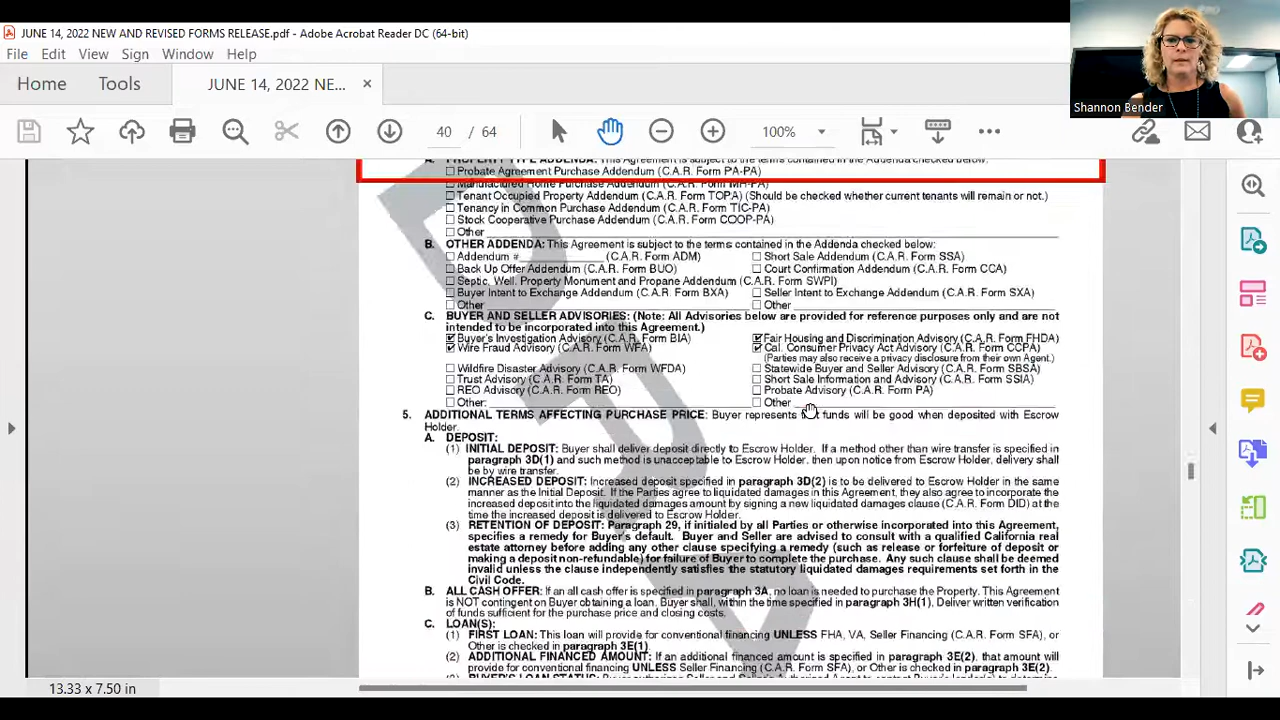 JUNE 14, 2022 NEW AND REVISED FORMS RELEASE.pdf - Adobe Acrobat Reader DC (64-bit)
File Edit View Sign Window Help
Home Tools JUNE 14, 2022 NE... ×
40 / 64 100%
Shannon Bender
A. PROPERTY TYPE ADDENDA: This Agreement is subject to the terms contained in the Addenda checked below:
Probate Agreement Purchase Addendum (C.A.R. Form PA-PA)
Manufactured Home Purchase Addendum (C.A.R. Form MH-PA)
Tenant Occupied Property Addendum (C.A.R. Form TOPA) (Should be checked whether current tenants will remain or not.)
Tenancy in Common Purchase Addendum (C.A.R. Form TIC-PA)
Stock Cooperative Purchase Addendum (C.A.R. Form COOP-PA)
Other
B. OTHER ADDENDA: This Agreement is subject to the terms contained in the Addenda checked below:
Addendum # (C.A.R. Form ADM) Short Sale Addendum (C.A.R. Form SSA)
Back Up Offer Addendum (C.A.R. Form BUO) Court Confirmation Addendum (C.A.R. Form CCA)
Septic, Well, Property Monument and Propane Addendum (C.A.R. Form SWPI)
Buyer Intent to Exchange Addendum (C.A.R. Form BXA) Seller Intent to Exchange Addendum (C.A.R. Form SXA)
Other Other
C. BUYER AND SELLER ADVISORIES: (Note: All Advisories below are provided for reference purposes only and are not
intended to be incorporated into this Agreement.)
Buyer's Investigation Advisory (C.A.R. Form BIA) Fair Housing and Discrimination Advisory (C.A.R. Form FHDA)
Wire Fraud Advisory (C.A.R. Form WFA) Cal. Consumer Privacy Act Advisory (C.A.R. Form CCPA)
(Parties may also receive a privacy disclosure from their own Agent.)
Wildfire Disaster Advisory (C.A.R. Form WFDA) Statewide Buyer and Seller Advisory (C.A.R. Form SBSA)
Trust Advisory (C.A.R. Form TA) Short Sale Information and Advisory (C.A.R. Form SSIA)
REO Advisory (C.A.R. Form REO) Probate Advisory (C.A.R. Form PA)
Other: Other
5. ADDITIONAL TERMS AFFECTING PURCHASE PRICE: Buyer represents funds will be good when deposited with Escrow
Holder.
A. DEPOSIT:
(1) INITIAL DEPOSIT: Buyer shall deliver deposit directly to Escrow Holder. If a method other than wire transfer is specified in
paragraph 3D(1) and such method is unacceptable to Escrow Holder, then upon notice from Escrow Holder, delivery shall
be by wire transfer.
(2) INCREASED DEPOSIT: Increased deposit specified in paragraph 3D(2) is to be delivered to Escrow Holder in the same
manner as the Initial Deposit. If the Parties agree to liquidated damages in this Agreement, they also agree to incorporate the
increased deposit into the liquidated damages amount by signing a new liquidated damages clause (C.A.R. Form DID) at the
time the increased deposit is delivered to Escrow Holder.
(3) RETENTION OF DEPOSIT: Paragraph 29, if initialed by all Parties or otherwise incorporated into this Agreement,
specifies a remedy for Buyer's default. Buyer and Seller are advised to consult with a qualified California real
estate attorney before adding any other clause specifying a remedy (such as release or forfeiture of deposit or
making a deposit non-refundable) for failure of Buyer to complete the purchase. Any such clause shall be deemed
invalid unless the clause independently satisfies the statutory liquidated damages requirements set forth in the
Civil Code.
B. ALL CASH OFFER: If an all cash offer is specified in paragraph 3A, no loan is needed to purchase the Property. This Agreement
is NOT contingent on Buyer obtaining a loan. Buyer shall, within the time specified in paragraph 3H(1), Deliver written verification
of funds sufficient for the purchase price and closing costs.
C. LOAN(S):
(1) FIRST LOAN: This loan will provide for conventional financing UNLESS FHA, VA, Seller Financing (C.A.R. Form SFA), or
Other is checked in paragraph 3E(1).
(2) ADDITIONAL FINANCED AMOUNT: If an additional financed amount is specified in paragraph 3E(2), that amount will
provide for conventional financing UNLESS Seller Financing (C.A.R. Form SFA), or Other is checked in paragraph 3E(2).
13.33 x 7.50 in